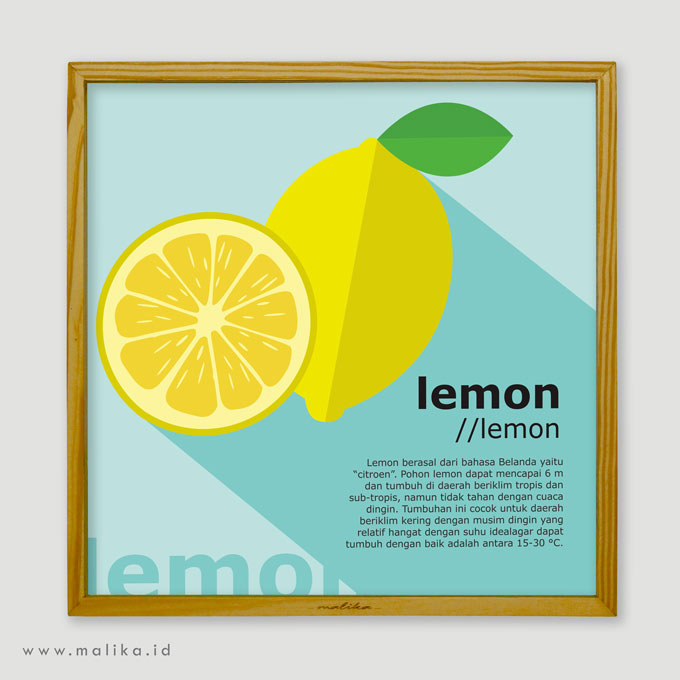 lemon
//lemon
Lemon berasal dari bahasa Belanda yaitu
“citroen”. Pohon lemon dapat mencapai 6 m
dan tumbuh di daerah beriklim tropis dan
sub-tropis, namun tidak tahan dengan cuaca
dingin. Tumbuhan ini cocok untuk daerah
beriklim kering dengan musim dingin yang
relatif hangat dengan suhu idealagar dapat
tumbuh dengan baik adalah antara 15-30 °C.
lemon
malika
www.malika.id